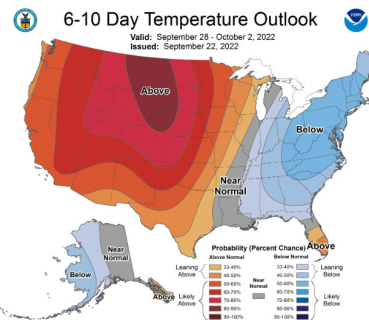 6-10 Day Temperature Outlook
Valid: September 28 - October 2, 2022
Issued: September 22, 2022
Above
Below
Near
Normal
Above
Near
Normal
Below
Above
Probability (Percent Chance)
Above Normal
Below Normal
Leaning
Above
33-40%
40-50%
50-60%
60-70%
Likely
Above
70-80%
80-90%
90-100%
Near
Normal
33-40%
40-50%
50-60%
60-70%
70-80%
80-90%
90-100%
Leaning
Below
Likely
Below